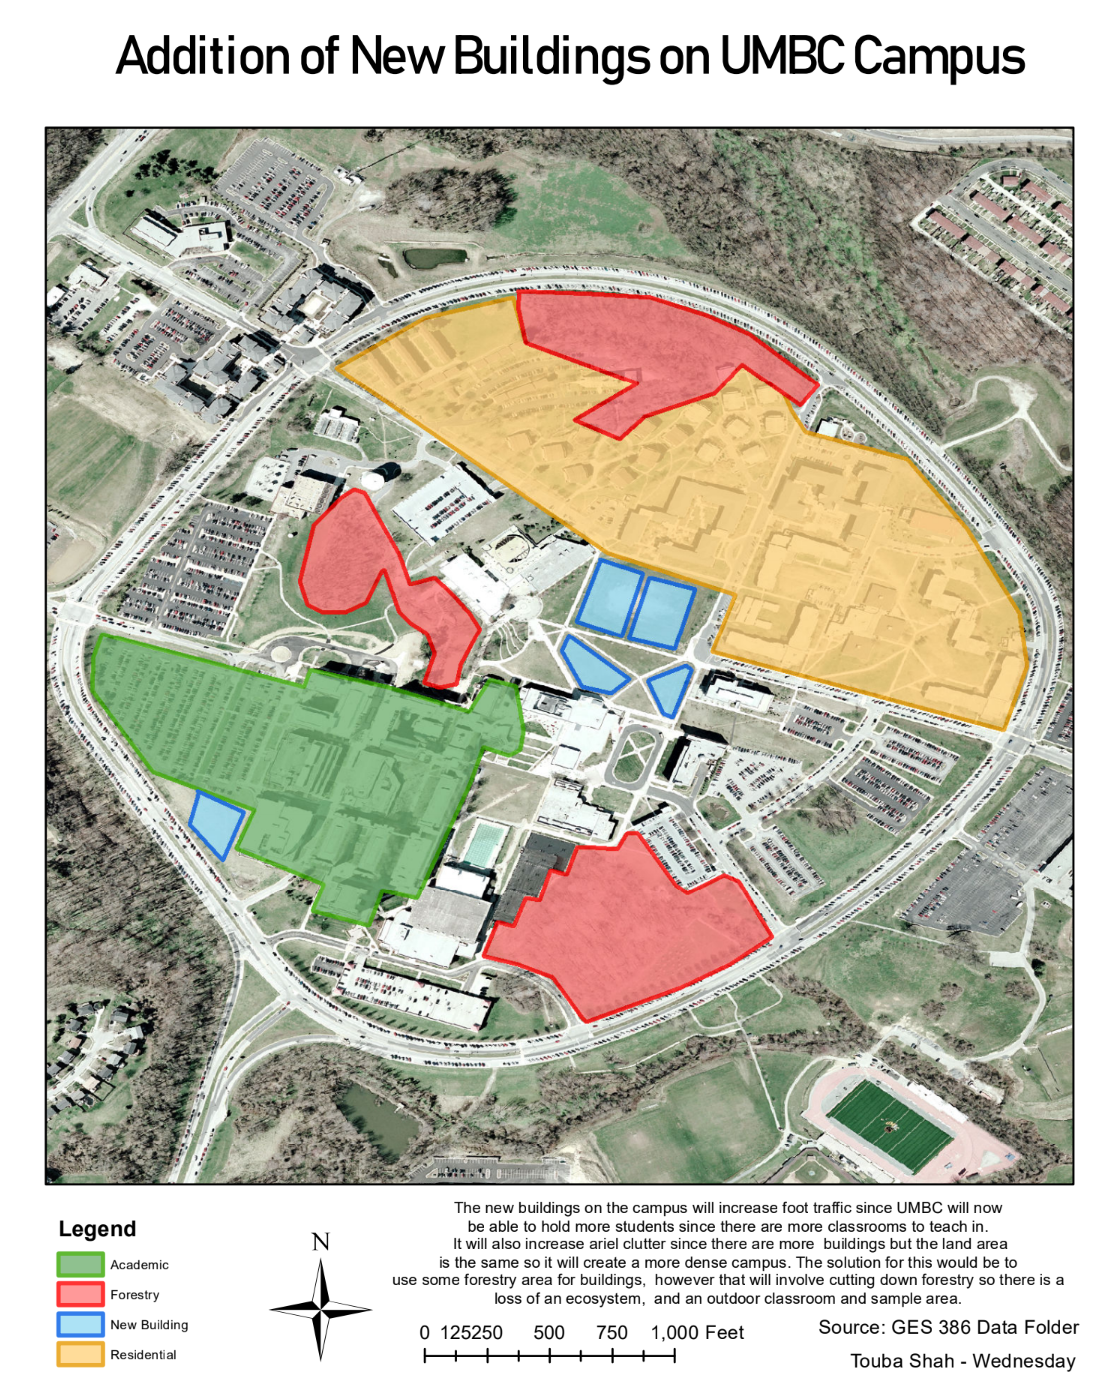 Addition of New Buildings on UMBC Campus
Legend
Academic
Forestry
New Building
Residential
N
The new buildings on the campus will increase foot traffic since UMBC will now
be able to hold more students since there are more classrooms to teach in.
It will also increase ariel clutter since there are more buildings but the land area
is the same so it will create a more dense campus. The solution for this would be to
use some forestry area for buildings, however that will involve cutting down forestry so there is a
loss of an ecosystem, and an outdoor classroom and sample area.
0 125250 500 750 1,000 Feet
Source: GES 386 Data Folder
Touba Shah - Wednesday